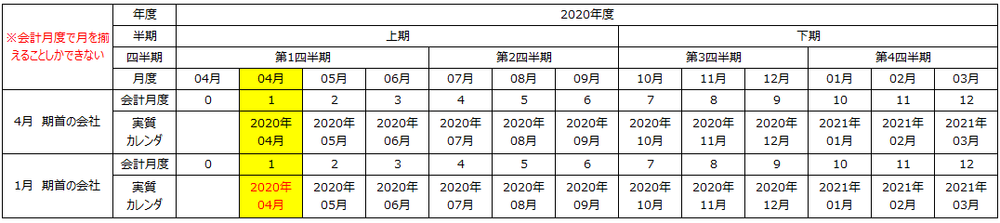 ※会計月度で月を揃
えることしかできない
年度 2020年度
半期 上期 下期
四半期 第1四半期 第2四半期 第3四半期 第4四半期
月度 04月 04月 05月 06月 07月 08月 09月 10月 11月 12月 01月 02月 03月
4月 期首の会社
会計月度 0 1 2 3 4 5 6 7 8 9 10 11 12
実質 2020年 2020年 2020年 2020年 2020年 2020年 2020年 2020年 2020年 2021年 2021年 2021年
カレンダ 04月 05月 06月 07月 08月 09月 10月 11月 12月 01月 02月 03月
1月 期首の会社
会計月度 0 1 2 3 4 5 6 7 8 9 10 11 12
実質 2020年 2020年 2020年 2020年 2020年 2020年 2020年 2020年 2020年 2021年 2021年 2021年
カレンダ 04月 05月 06月 07月 08月 09月 10月 11月 12月 01月 02月 03月